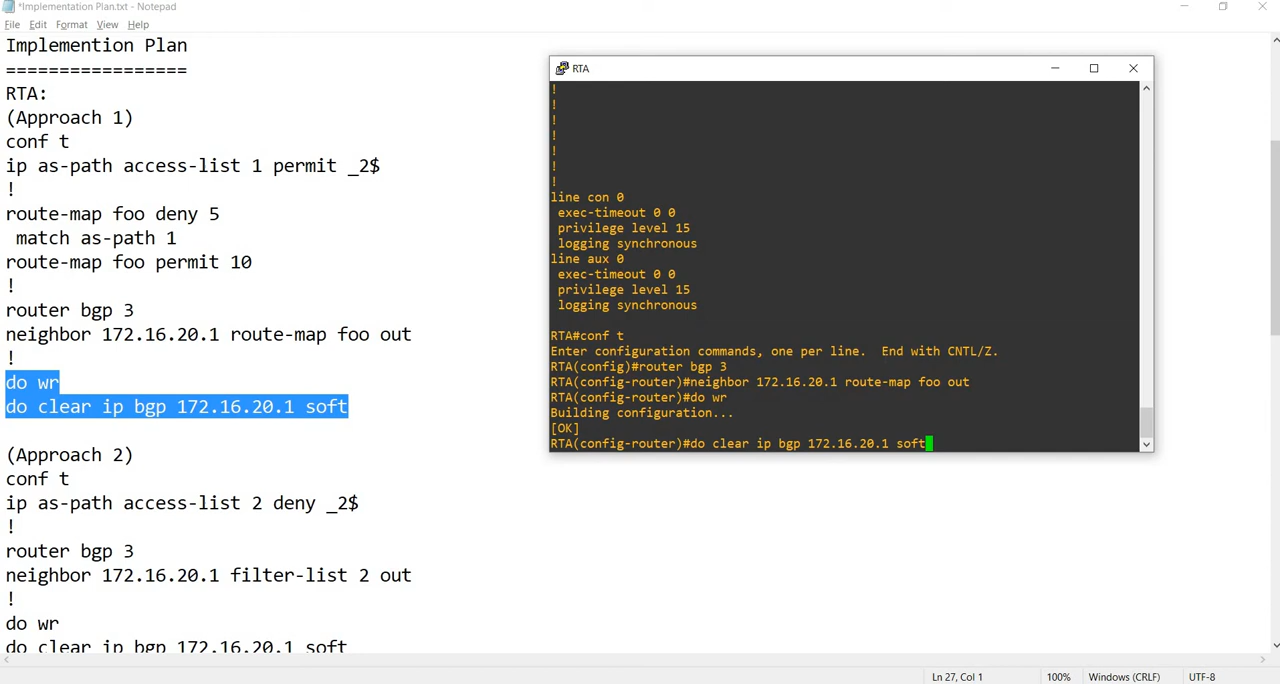 *Implementation Plan.txt - Notepad
File Edit Format View Help
Implemention Plan
=================
RTA:
(Approach 1)
conf t
ip as-path access-list 1 permit _2$
!
route-map foo deny 5
match as-path 1
route-map foo permit 10
!
router bgp 3
neighbor 172.16.20.1 route-map foo out
!
do wr
do clear ip bgp 172.16.20.1 soft
(Approach 2)
conf t
ip as-path access-list 2 deny _2$
!
router bgp 3
neighbor 172.16.20.1 filter-list 2 out
!
do wr
do clear ip bgp 172.16.20.1 soft
RTA
!
!
!
!
!
!
!
line con 0
exec-timeout 0 0
privilege level 15
logging synchronous
line aux 0
exec-timeout 0 0
privilege level 15
logging synchronous
RTA#conf t
Enter configuration commands, one per line.  End with CNTL/Z.
RTA(config)#router bgp 3
RTA(config-router)#neighbor 172.16.20.1 route-map foo out
RTA(config-router)#do wr
Building configuration...
[OK]
RTA(config-router)#do clear ip bgp 172.16.20.1 soft
Ln 27, Col 1 100% Windows (CRLF) UTF-8